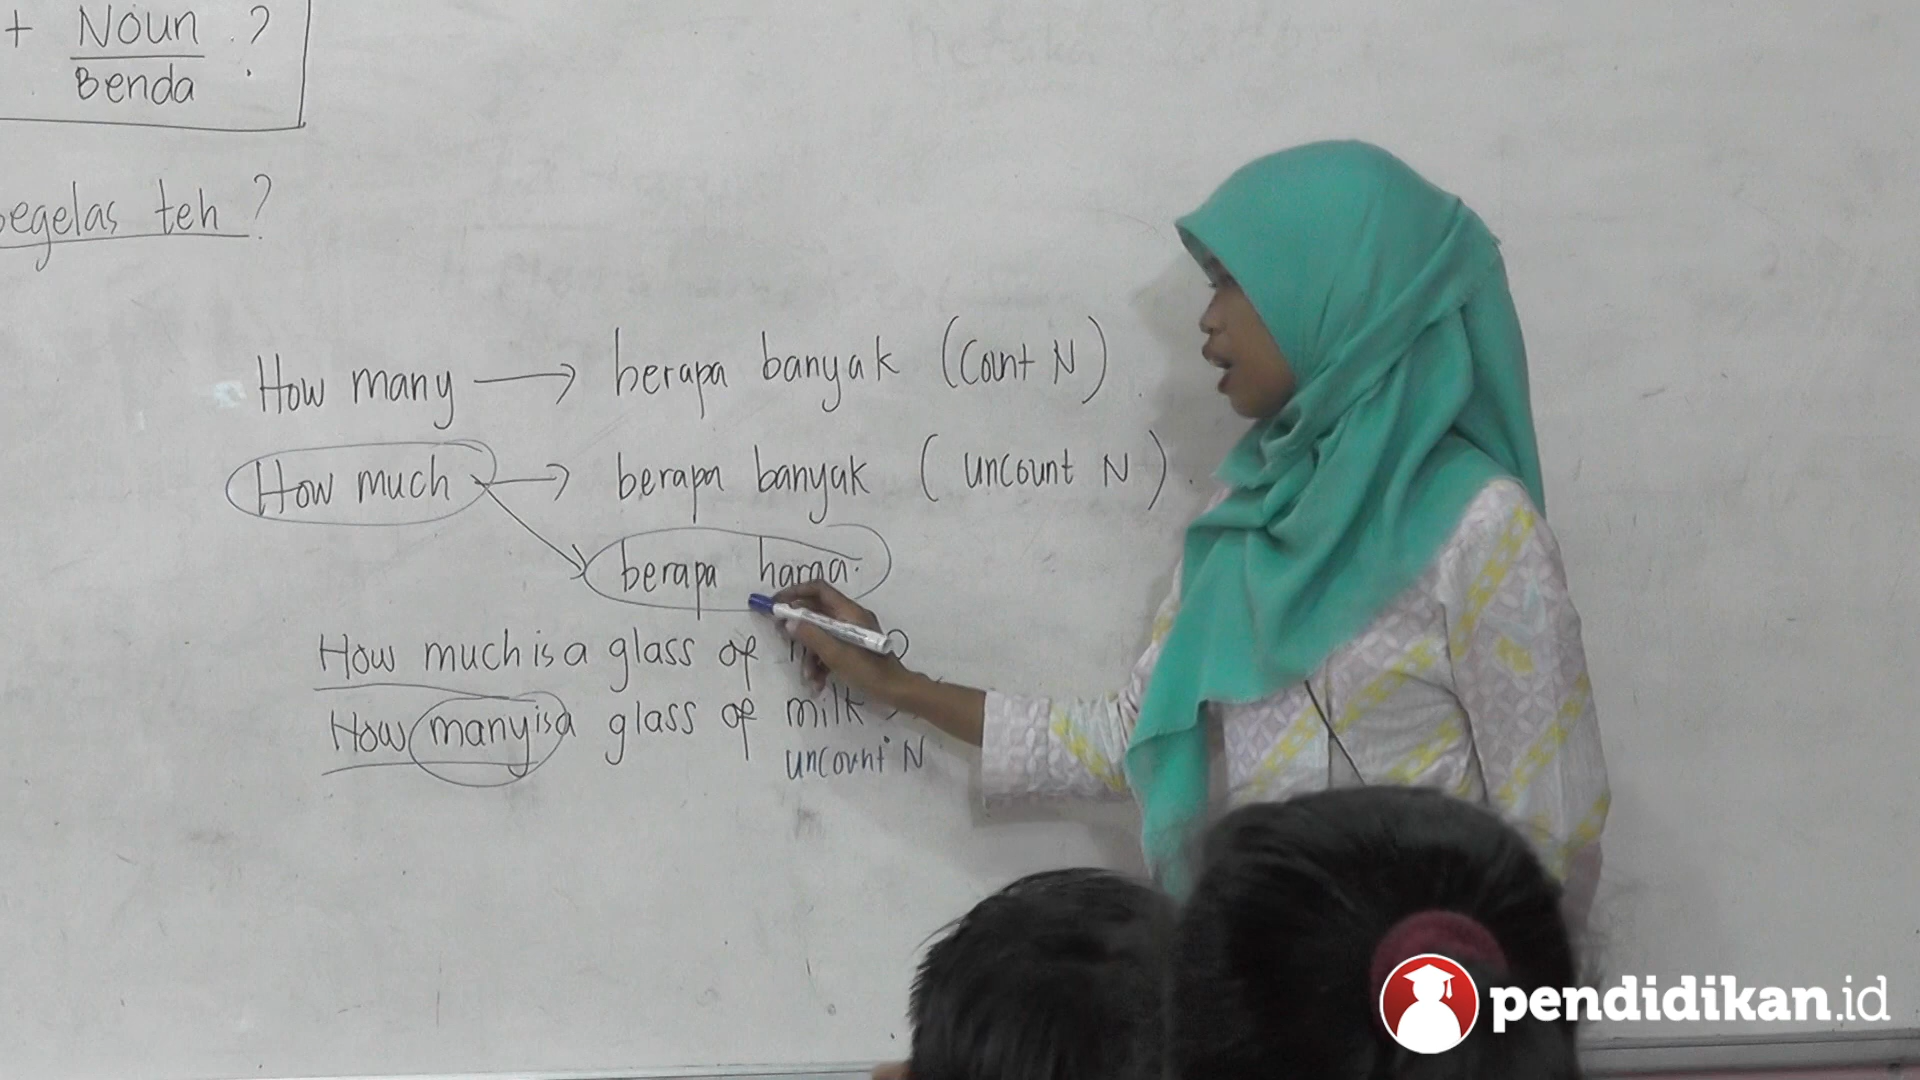 + Noun ?
Benda
segelas teh ?
How many → berapa banyak (Count N)
How much → berapa banyak (uncount N)
berapa harga
How much is a glass of
How many is a glass of milk
uncount N
pendidikan.id